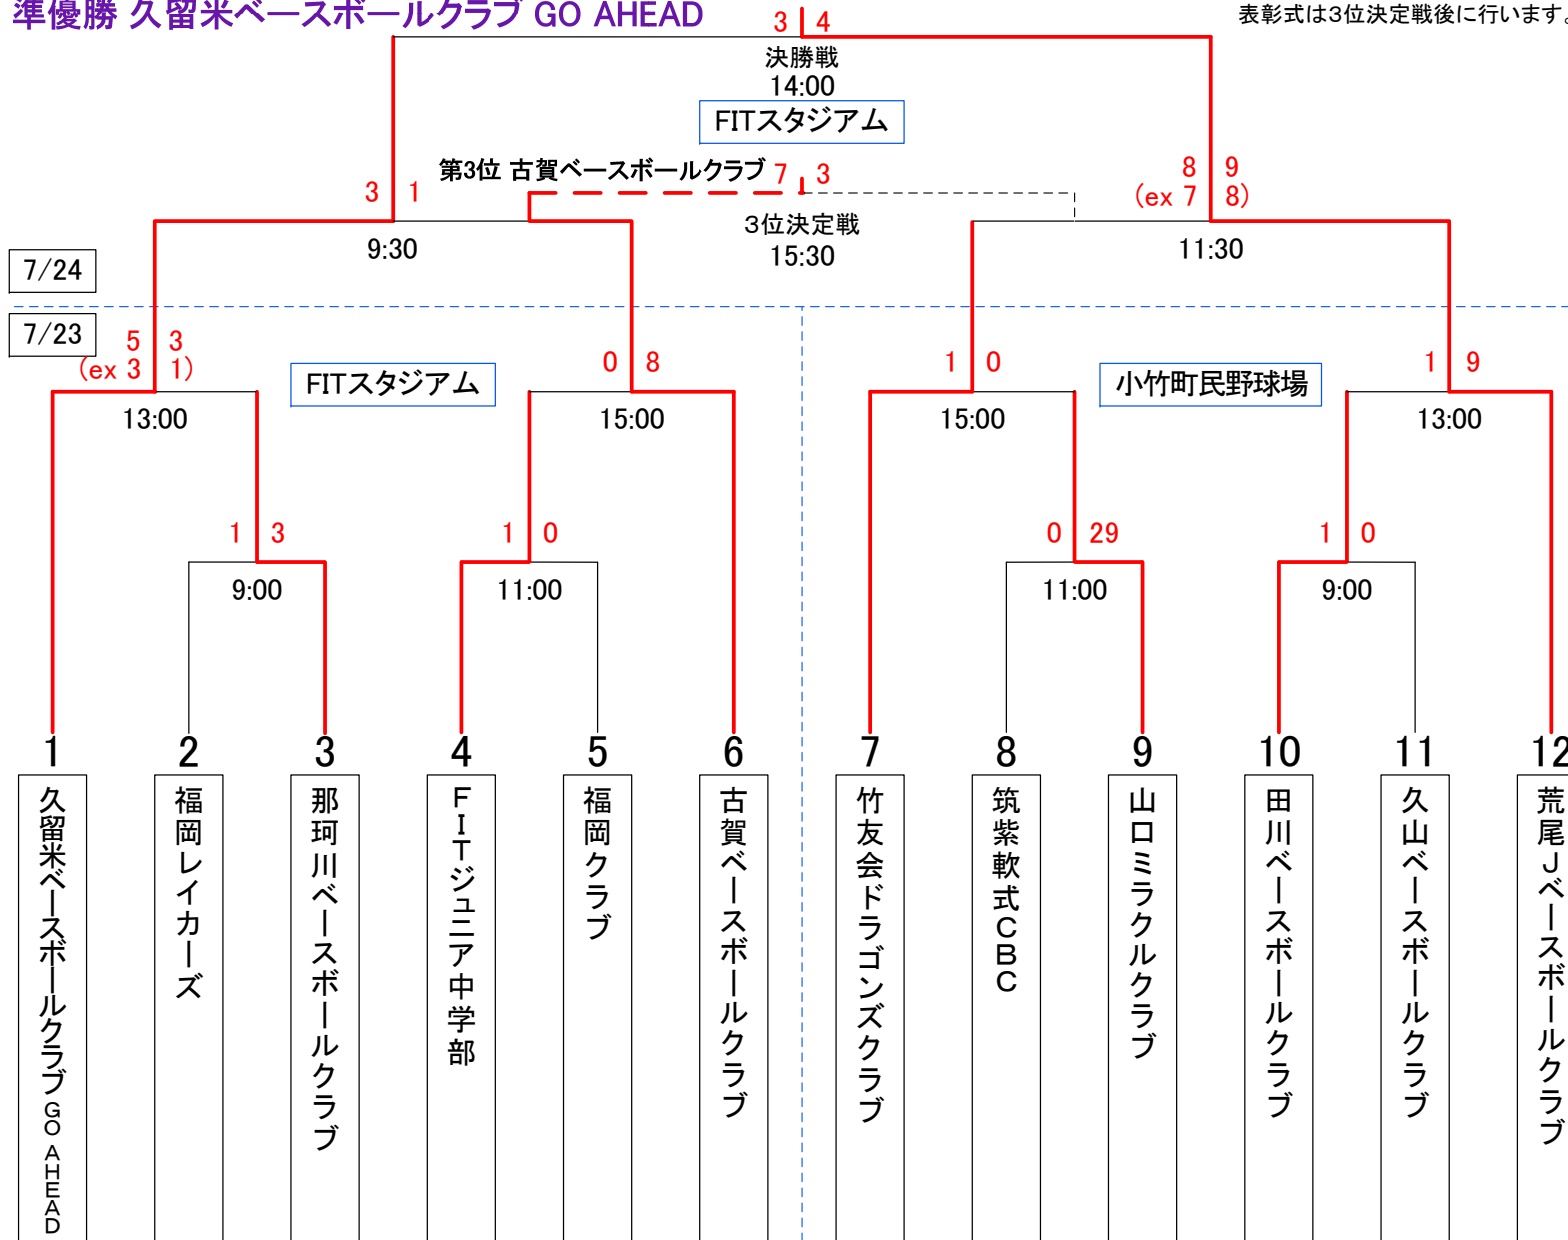 準優勝 久留米ベースボールクラブ GO AHEAD
表彰式は3位決定戦後に行います。
3 4
決勝戦
14:00
FITスタジアム
第3位 古賀ベースボールクラブ 7 3
3位決定戦
15:30
3 1
9:30
8 9
(ex 7 8)
11:30
7/24
7/23
5 3
(ex 3 1)
13:00
FITスタジアム
0 8
15:00
1 0
15:00
小竹町民野球場
1 9
13:00
1 3
9:00
1 0
11:00
0 29
11:00
1 0
9:00
1 2 3 4 5 6 7 8 9 10 11 12
久留米ベースボールクラブ GO AHEAD
福岡レイカーズ
那珂川ベースボールクラブ
FITジュニア中学部
福岡クラブ
古賀ベースボールクラブ
竹友会ドラゴンズクラブ
筑紫軟式CBC
山口ミラクルクラブ
田川ベースボールクラブ
久山ベースボールクラブ
荒尾Jベースボールクラブ